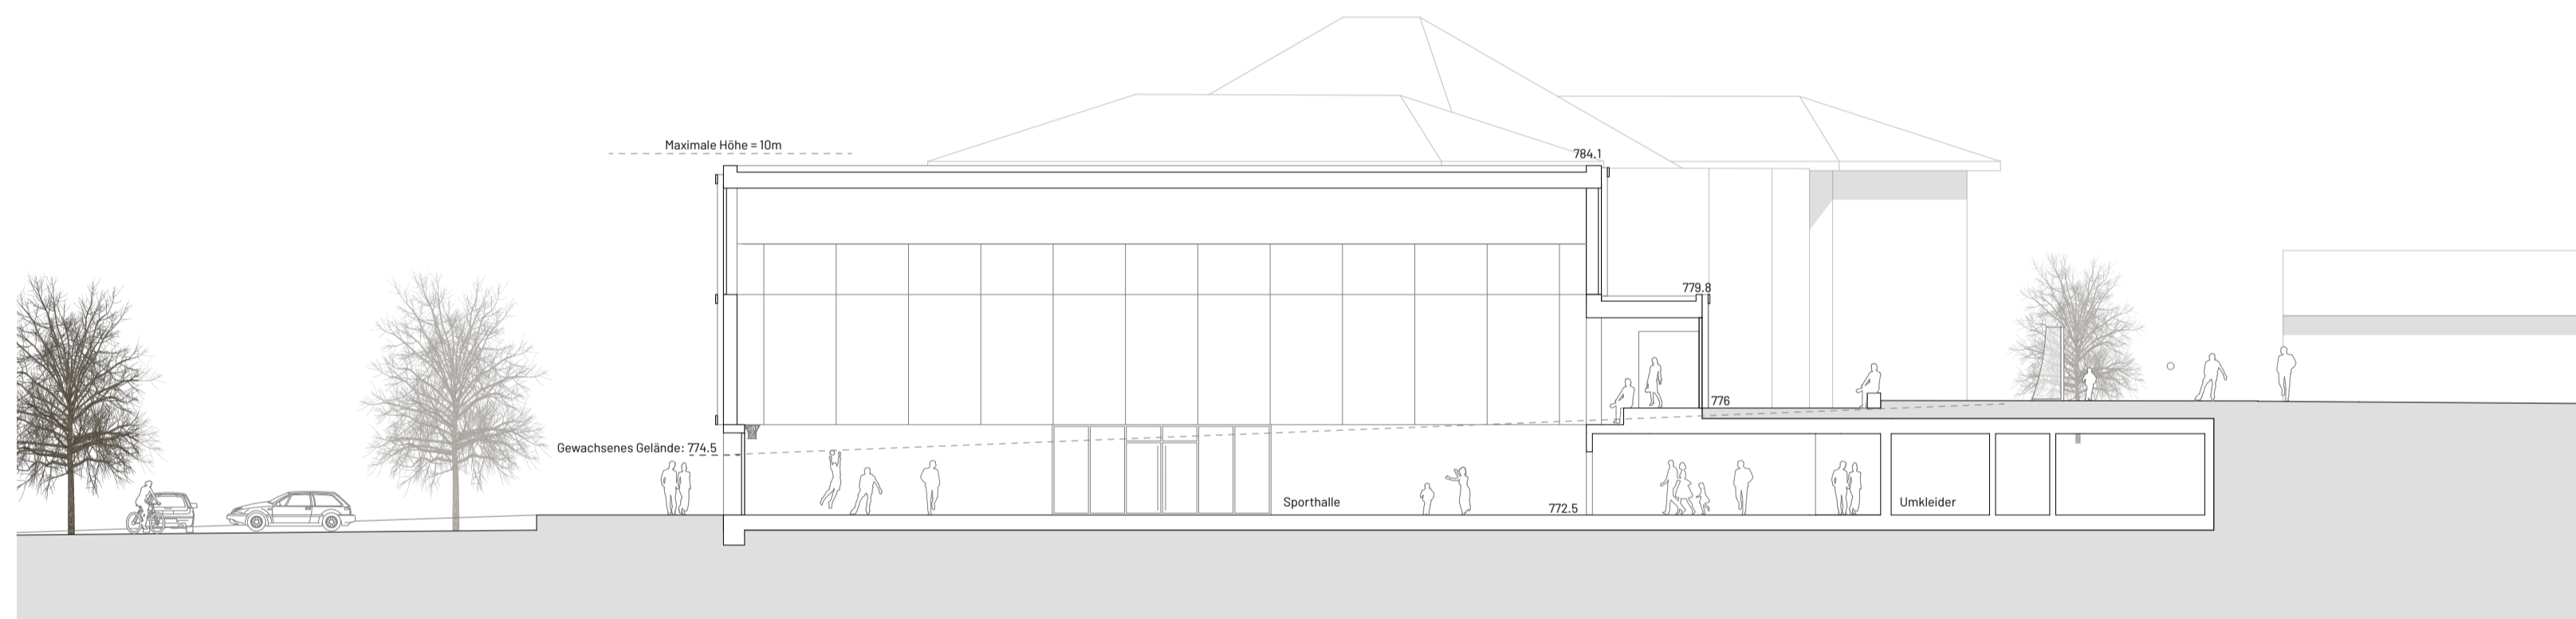 Maximale Höhe = 10m
784.1
779.8
776
Gewachsenes Gelände: 774.5
Sporthalle
772.5
Umkleider